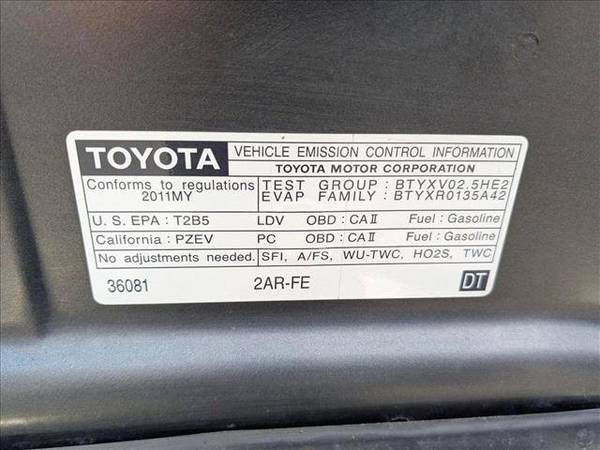 TOYOTA
VEHICLE EMISSION CONTROL INFORMATION
TOYOTA MOTOR CORPORATION
Conforms to regulations
2011MY
TEST GROUP : BTYXV02.5HE2
EVAP FAMILY : BTYXR0135A42
U.S. EPA : T2B5 LDV OBD : CAⅡ Fuel : Gasoline
California : PZEV PC OBD : CAⅡ Fuel : Gasoline
No adjustments needed. SFI, A/FS, WU-TWC, HO2S, TWC
36081 2AR-FE DT